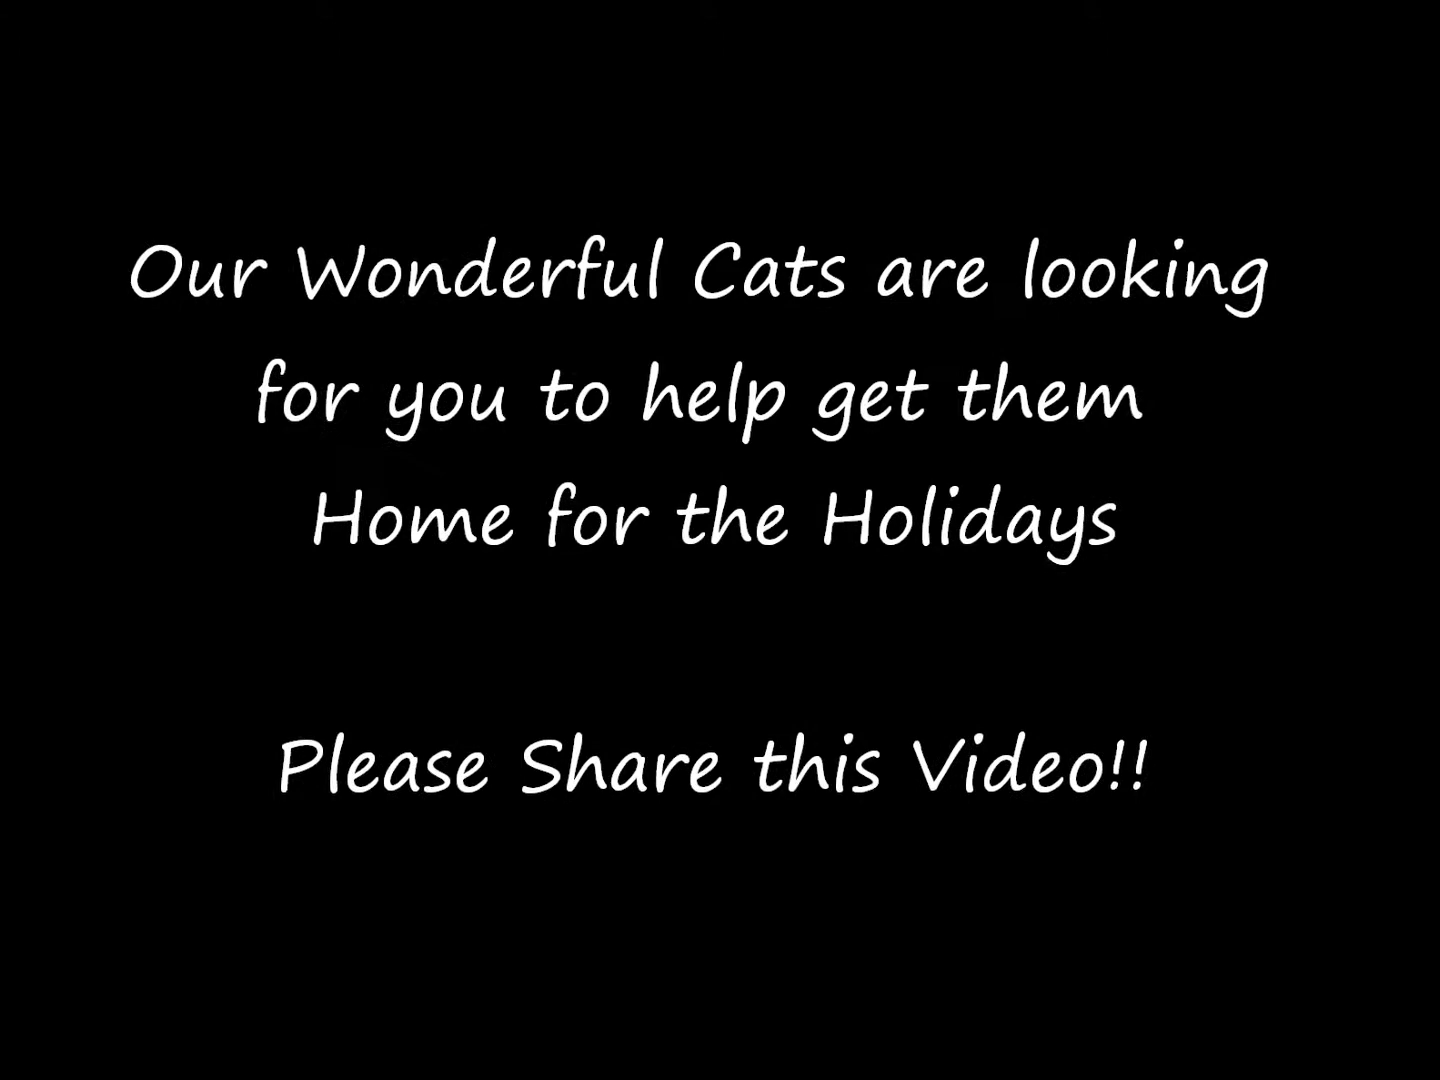 Our Wonderful Cats are looking
for you to help get them
Home for the Holidays
Please Share this Video!!